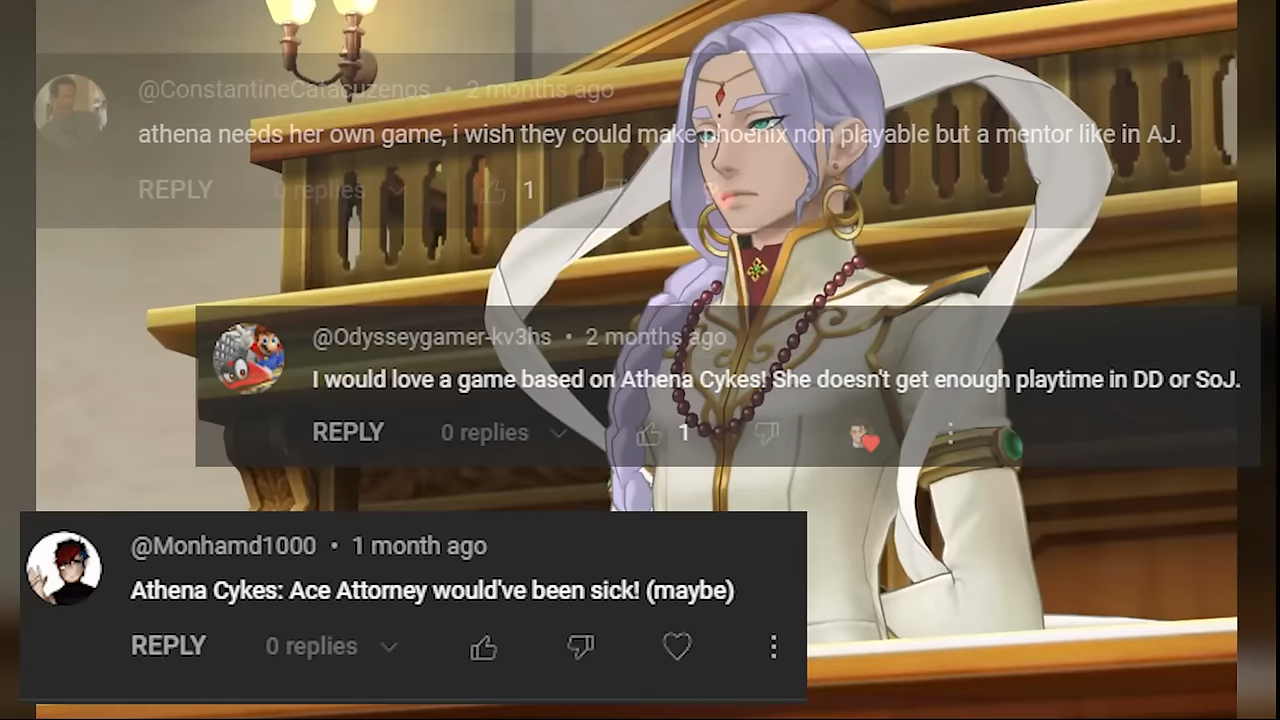 @ConstantineCatacuzenos • 2 months ago
athena needs her own game, i wish they could make phoenix non playable but a mentor like in AJ.
REPLY 0 replies 1
@Odysseygamer-kv3hs • 2 months ago
I would love a game based on Athena Cykes! She doesn't get enough playtime in DD or SoJ.
REPLY 0 replies 1
@Monhamd1000 • 1 month ago
Athena Cykes: Ace Attorney would've been sick! (maybe)
REPLY 0 replies